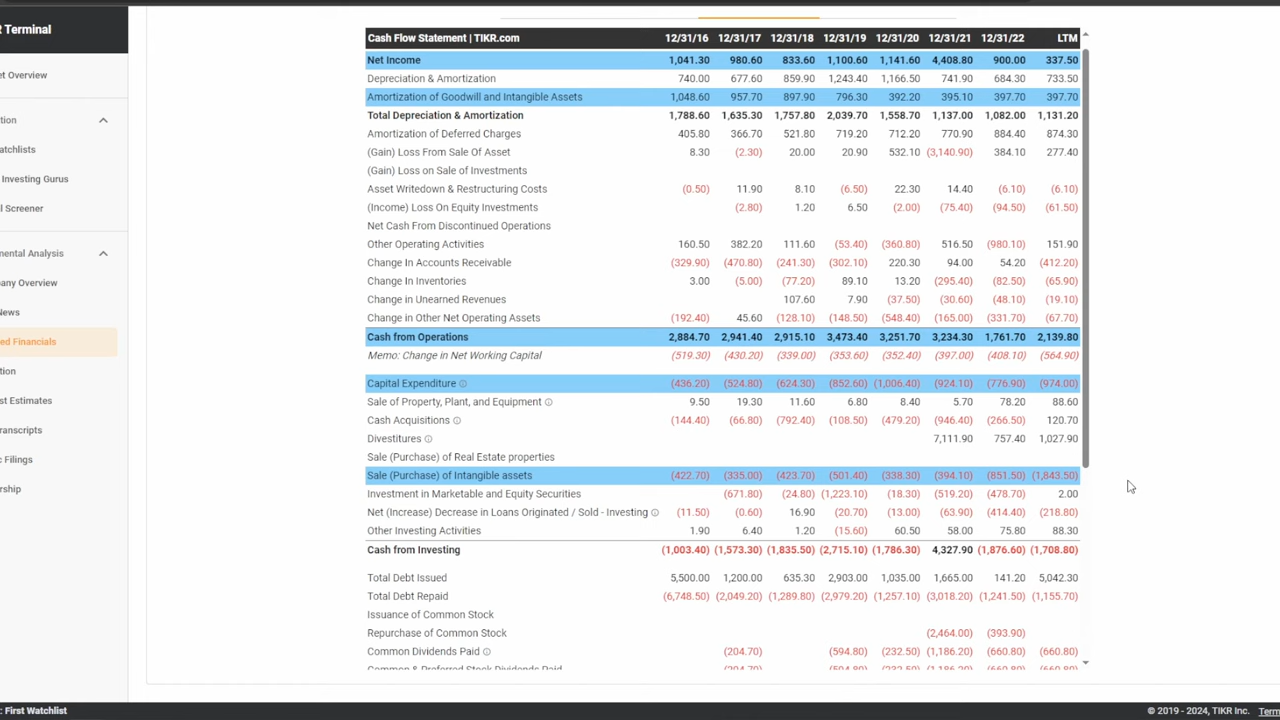 R Terminal
et Overview
tion
atchlists
Investing Gurus
l Screener
mental Analysis
any Overview
News
ed Financials
tion
st Estimates
ranscripts
c Filings
rship
: First Watchlist
Cash Flow Statement | TIKR.com 12/31/16 12/31/17 12/31/18 12/31/19 12/31/20 12/31/21 12/31/22 LTM
Net Income 1,041.30 980.60 833.60 1,100.60 1,141.60 4,408.80 900.00 337.50
Depreciation & Amortization 740.00 677.60 859.90 1,243.40 1,166.50 741.90 684.30 733.50
Amortization of Goodwill and Intangible Assets 1,048.60 957.70 897.90 796.30 392.20 395.10 397.70 397.70
Total Depreciation & Amortization 1,788.60 1,635.30 1,757.80 2,039.70 1,558.70 1,137.00 1,082.00 1,131.20
Amortization of Deferred Charges 405.80 366.70 521.80 719.20 712.20 770.90 884.40 874.30
(Gain) Loss From Sale Of Asset 8.30 (2.30) 20.00 20.90 532.10 (3,140.90) 384.10 277.40
(Gain) Loss on Sale of Investments
Asset Writedown & Restructuring Costs (0.50) 11.90 8.10 (6.50) 22.30 14.40 (6.10) (6.10)
(Income) Loss On Equity Investments (2.80) 1.20 6.50 (2.00) (75.40) (94.50) (61.50)
Net Cash From Discontinued Operations
Other Operating Activities 160.50 382.20 111.60 (53.40) (360.80) 516.50 (980.10) 151.90
Change In Accounts Receivable (329.90) (470.80) (241.30) (302.10) 220.30 94.00 54.20 (412.20)
Change In Inventories 3.00 (5.00) (77.20) 89.10 13.20 (295.40) (82.50) (65.90)
Change in Unearned Revenues 107.60 7.90 (37.50) (30.60) (48.10) (19.10)
Change in Other Net Operating Assets (192.40) 45.60 (128.10) (148.50) (548.40) (165.00) (331.70) (67.70)
Cash from Operations 2,884.70 2,941.40 2,915.10 3,473.40 3,251.70 3,234.30 1,761.70 2,139.80
Memo: Change in Net Working Capital (519.30) (430.20) (339.00) (353.60) (352.40) (397.00) (408.10) (564.90)
Capital Expenditure (436.20) (524.80) (624.30) (852.60) (1,006.40) (924.10) (776.90) (974.00)
Sale of Property, Plant, and Equipment 9.50 19.30 11.60 6.80 8.40 5.70 78.20 88.60
Cash Acquisitions (144.40) (66.80) (792.40) (108.50) (479.20) (946.40) (266.50) 120.70
Divestitures 7,111.90 757.40 1,027.90
Sale (Purchase) of Real Estate properties
Sale (Purchase) of Intangible assets (422.70) (335.00) (423.70) (501.40) (338.30) (394.10) (851.50) (1,843.50)
Investment in Marketable and Equity Securities (671.80) (24.80) (1,223.10) (18.30) (519.20) (478.70) 2.00
Net (Increase) Decrease in Loans Originated / Sold - Investing (11.50) (0.60) 16.90 (20.70) (13.00) (63.90) (414.40) (218.80)
Other Investing Activities 1.90 6.40 1.20 (15.60) 60.50 58.00 75.80 88.30
Cash from Investing (1,003.40) (1,573.30) (1,835.50) (2,715.10) (1,786.30) 4,327.90 (1,876.60) (1,708.80)
Total Debt Issued 5,500.00 1,200.00 635.30 2,903.00 1,035.00 1,665.00 141.20 5,042.30
Total Debt Repaid (6,748.50) (2,049.20) (1,289.80) (2,979.20) (1,257.10) (3,018.20) (1,241.50) (1,155.70)
Issuance of Common Stock
Repurchase of Common Stock (2,464.00) (393.90)
Common Dividends Paid (204.70) (594.80) (232.50) (1,186.20) (660.80) (660.80)
Common & Preferred Stock Dividends Paid (204.70) (594.80) (232.50) (1,186.20) (660.80) (660.80)
© 2019 - 2024, TIKR Inc. Term